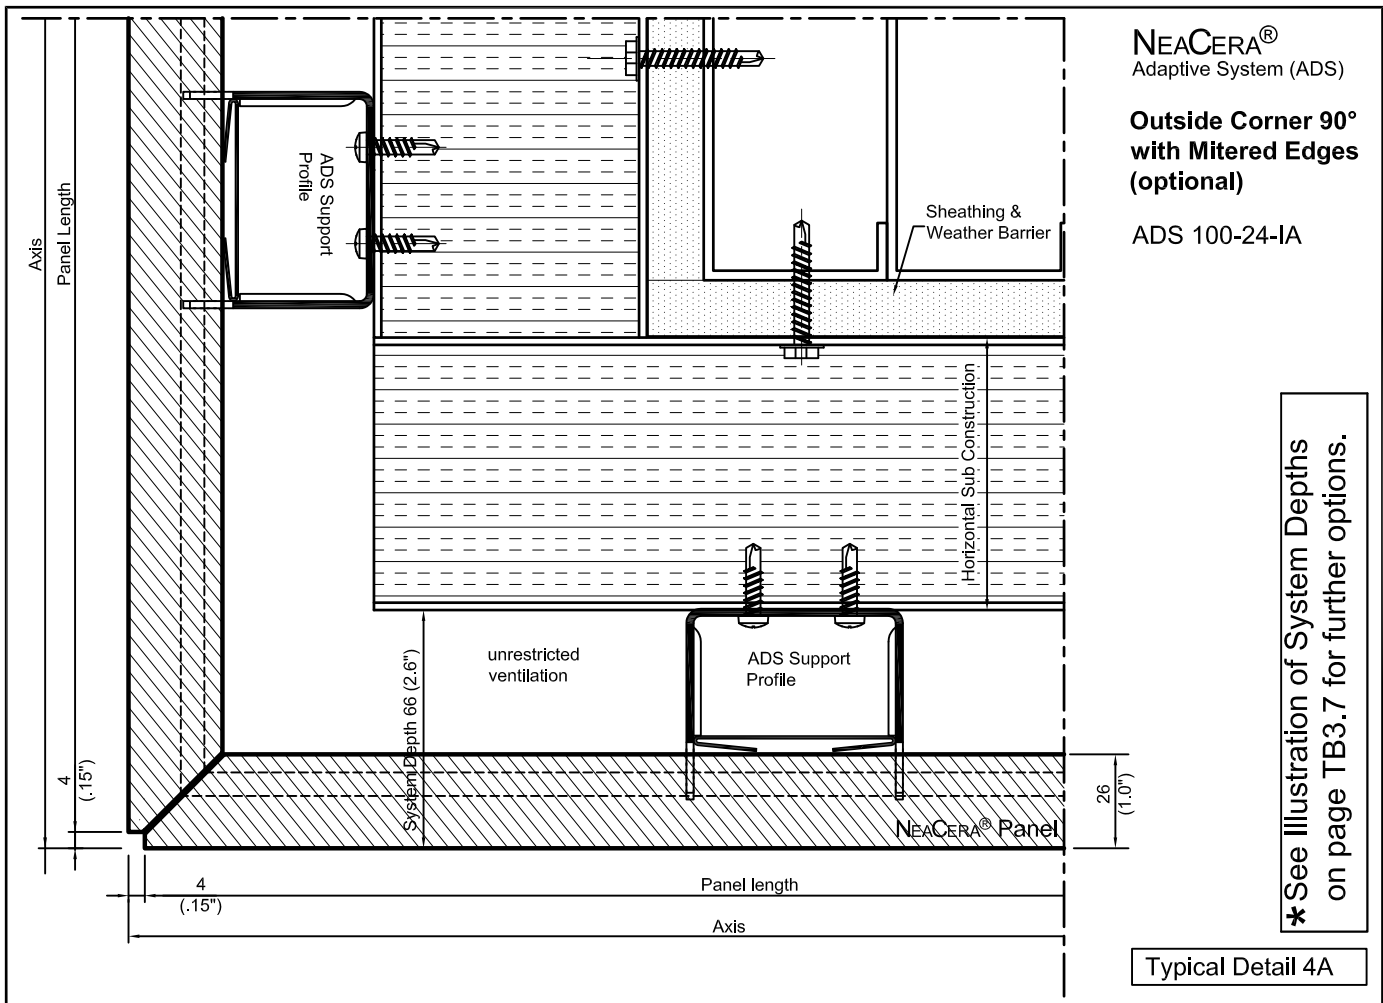 NEACERA®
Adaptive System (ADS)
Outside Corner 90°
with Mitered Edges
(optional)
ADS 100-24-IA
Sheathing &
Weather Barrier
ADS Support
Profile
Axis
Panel Length
Horizontal Sub Construction
unrestricted
ventilation
ADS Support
Profile
System Depth 66 (2.6")
4
(.15")
26
(1.0")
NEACERA® Panel
4
(.15")
Panel length
Axis
*See Illustration of System Depths
on page TB3.7 for further options.
Typical Detail 4A